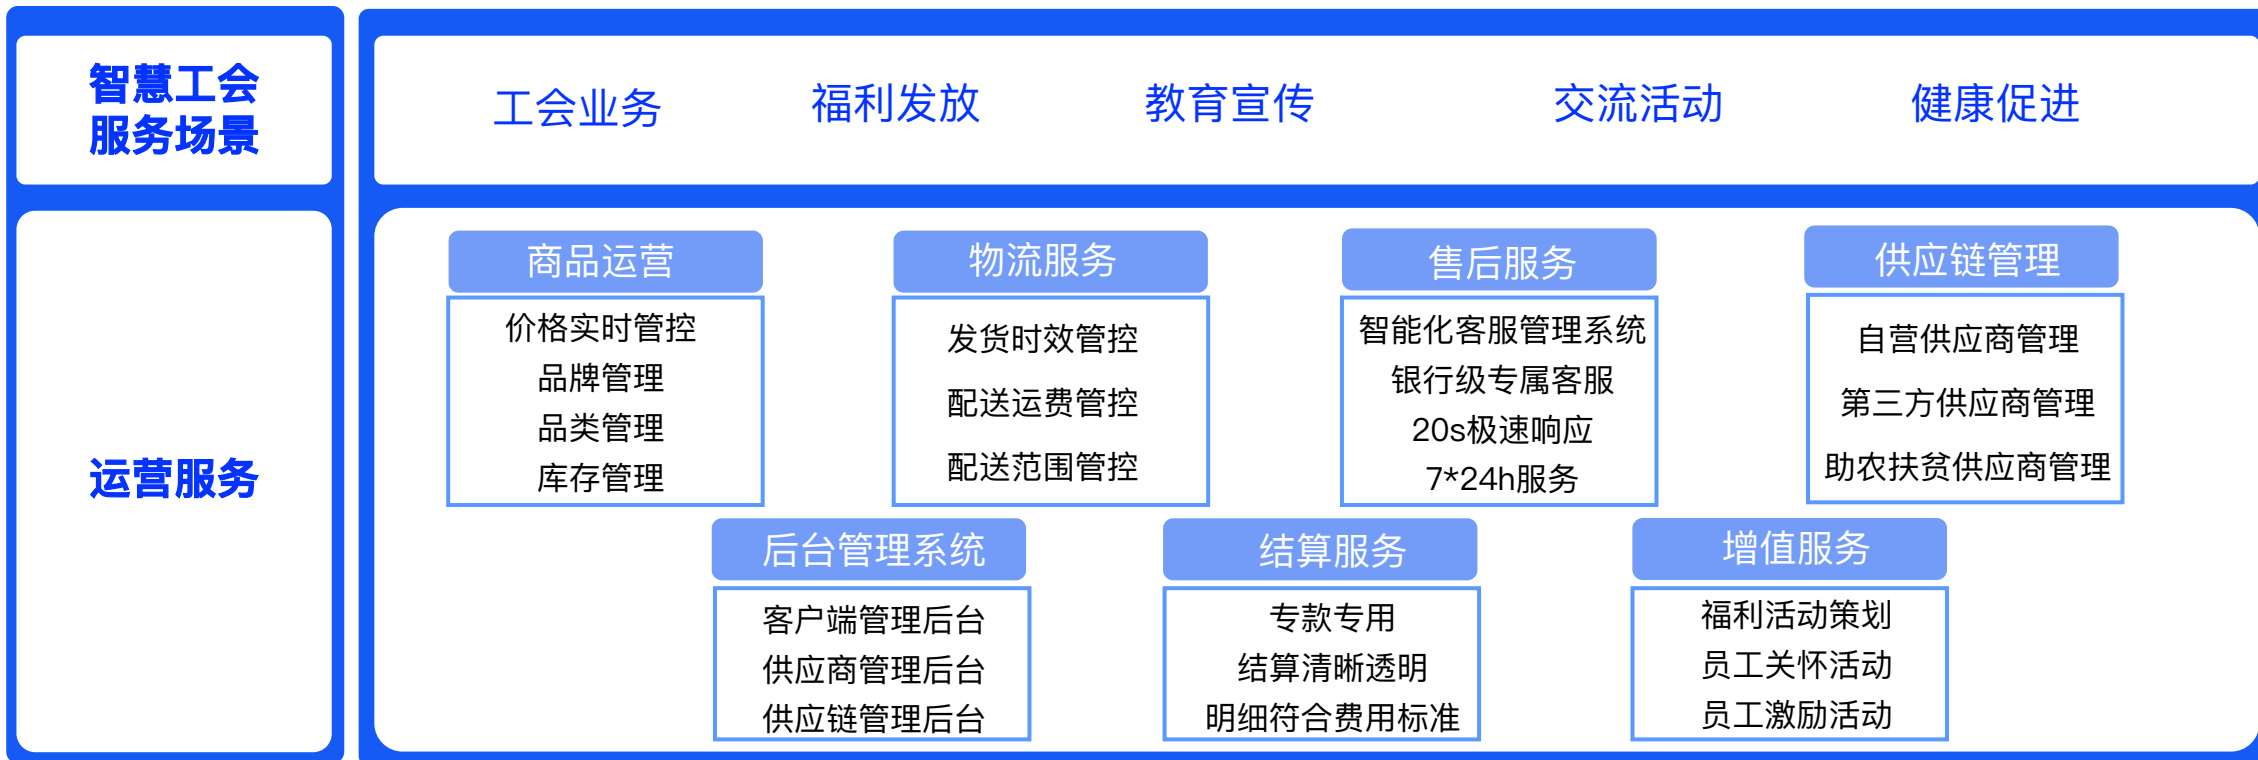 智慧工会
服务场景
工会业务
福利发放
教育宣传
交流活动
健康促进
运营服务
商品运营
价格实时管控
品牌管理
品类管理
库存管理
物流服务
发货时效管控
配送运费管控
配送范围管控
售后服务
智能化客服管理系统
银行级专属客服
20s极速响应
7*24h服务
供应链管理
自营供应商管理
第三方供应商管理
助农扶贫供应商管理
后台管理系统
客户端管理后台
供应商管理后台
供应链管理后台
结算服务
专款专用
结算清晰透明
明细符合费用标准
增值服务
福利活动策划
员工关怀活动
员工激励活动